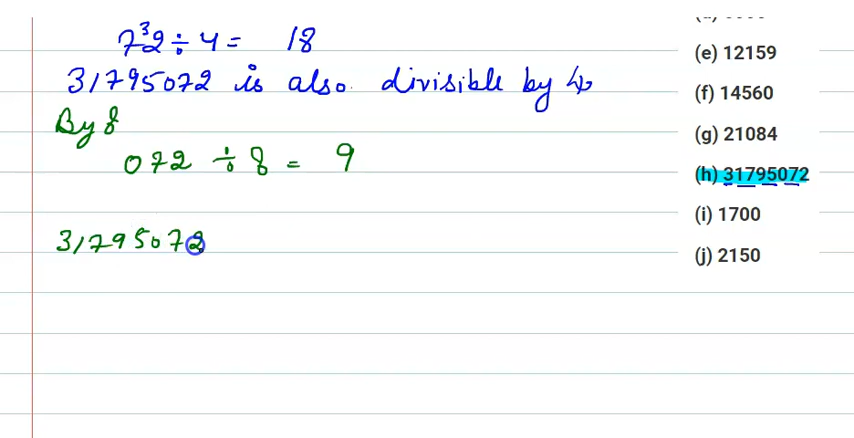 7³2 ÷ 4 = 18
31795072 is also divisible by 4
By 8
072 ÷ 8 = 9
31795072
(e) 12159
(f) 14560
(g) 21084
(h) 31795072
(i) 1700
(j) 2150